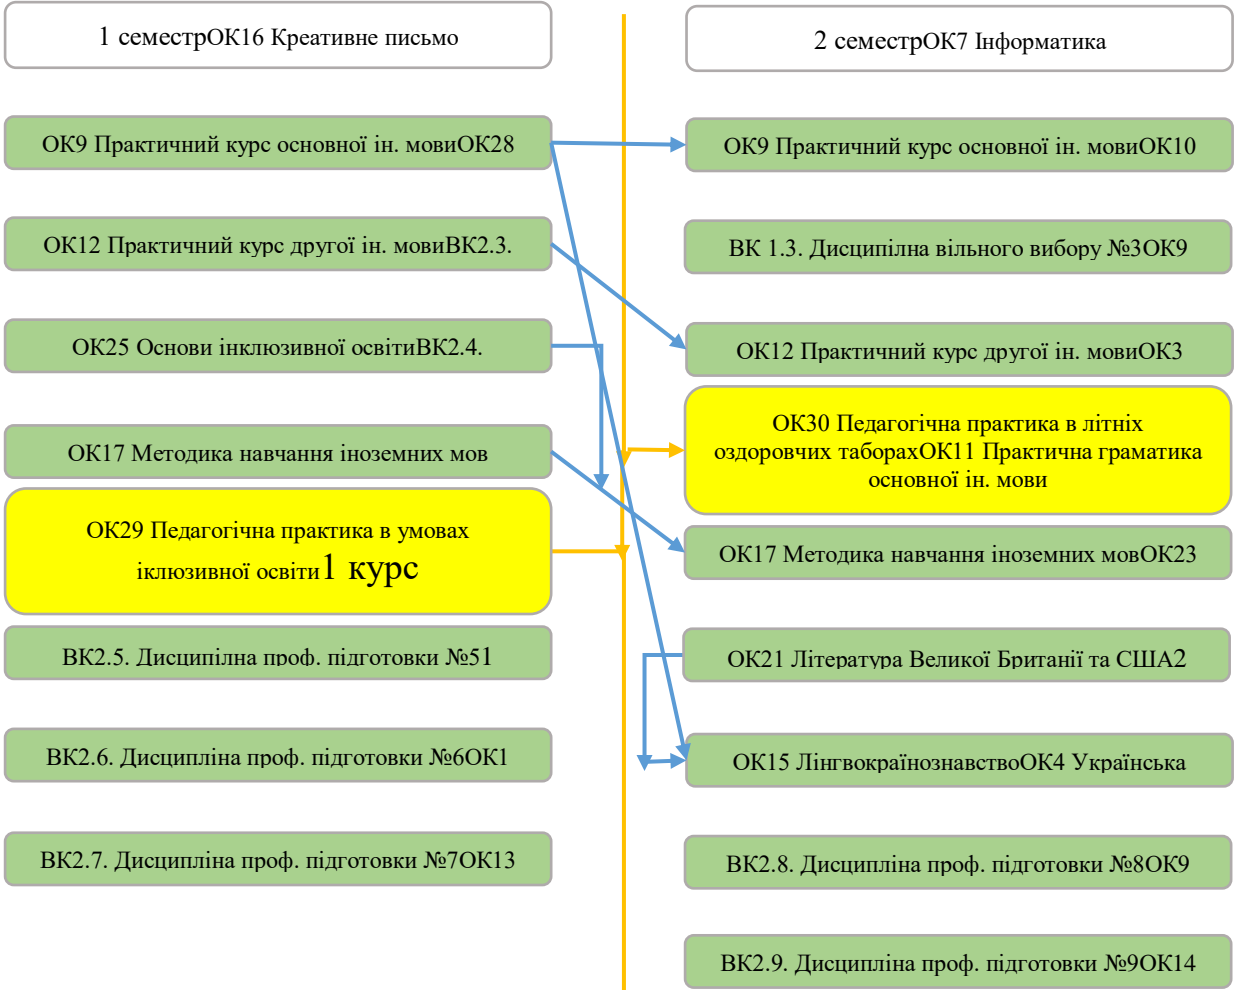 1 семестрОК16 Креативне письмо
ОК9 Практичний курс основної ін. мовиОК28
ОК12 Практичний курс другої ін. мовиВК2.3.
ОК25 Основи інклюзивної освітиВК2.4.
ОК17 Методика навчання іноземних мов
ОК29 Педагогічна практика в умовах
іклюзивної освіти1 курс
ВК2.5. Дисципілна проф. підготовки №51
ВК2.6. Дисципліна проф. підготовки №6ОК1
ВК2.7. Дисципліна проф. підготовки №7ОК13
2 семестрОК7 Інформатика
ОК9 Практичний курс основної ін. мовиОК10
ВК 1.3. Дисципілна вільного вибору №3ОК9
ОК12 Практичний курс другої ін. мовиОК3
ОК30 Педагогічна практика в літніх
оздоровчих таборахОК11 Практична граматика
основної ін. мови
ОК17 Методика навчання іноземних мовОК23
ОК21 Література Великої Британії та США2
ОК15 ЛінгвокраїнознавствоОК4 Українська
ВК2.8. Дисципліна проф. підготовки №8ОК9
ВК2.9. Дисципліна проф. підготовки №9ОК14